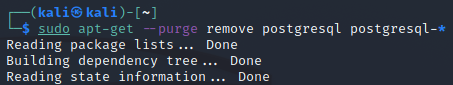 ┌──(kali㉿kali)-[~]
└─$ sudo apt-get --purge remove postgresql postgresql-*
Reading package lists... Done
Building dependency tree... Done
Reading state information... Done